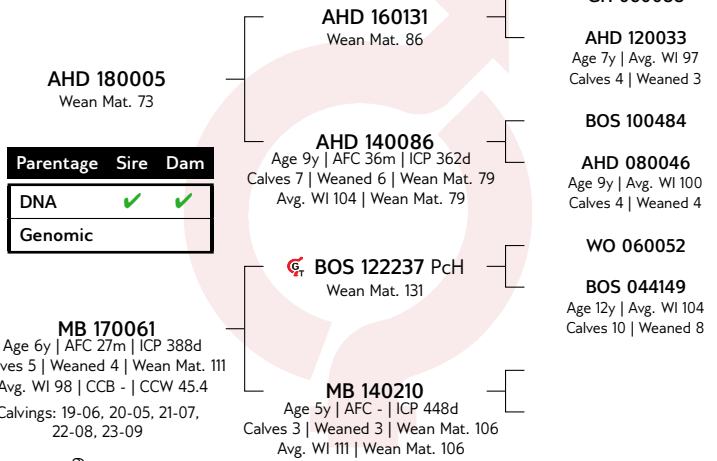 AHD 160131
Wean Mat. 86
AHD 120033
Age 7y | Avg. WI 97
Calves 4 | Weaned 3
AHD 180005
Wean Mat. 73
BOS 100484
AHD 140086
Age 9y | AFC 36m | ICP 362d
Calves 7 | Weaned 6 | Wean Mat. 79
Avg. WI 104 | Wean Mat. 79
AHD 080046
Age 9y | Avg. WI 100
Calves 4 | Weaned 4
Parentage Sire Dam
DNA ✔ ✔
Genomic
WO 060052
GT BOS 122237 PcH
Wean Mat. 131
BOS 044149
Age 12y | Avg. WI 104
Calves 10 | Weaned 8
MB 170061
Age 6y | AFC 27m | ICP 388d
ves 5 | Weaned 4 | Wean Mat. 111
Avg. WI 98 | CCB - | CCW 45.4
Calvings: 19-06, 20-05, 21-07,
22-08, 23-09
MB 140210
Age 5y | AFC - | ICP 448d
Calves 3 | Weaned 3 | Wean Mat. 106
Avg. WI 111 | Wean Mat. 106